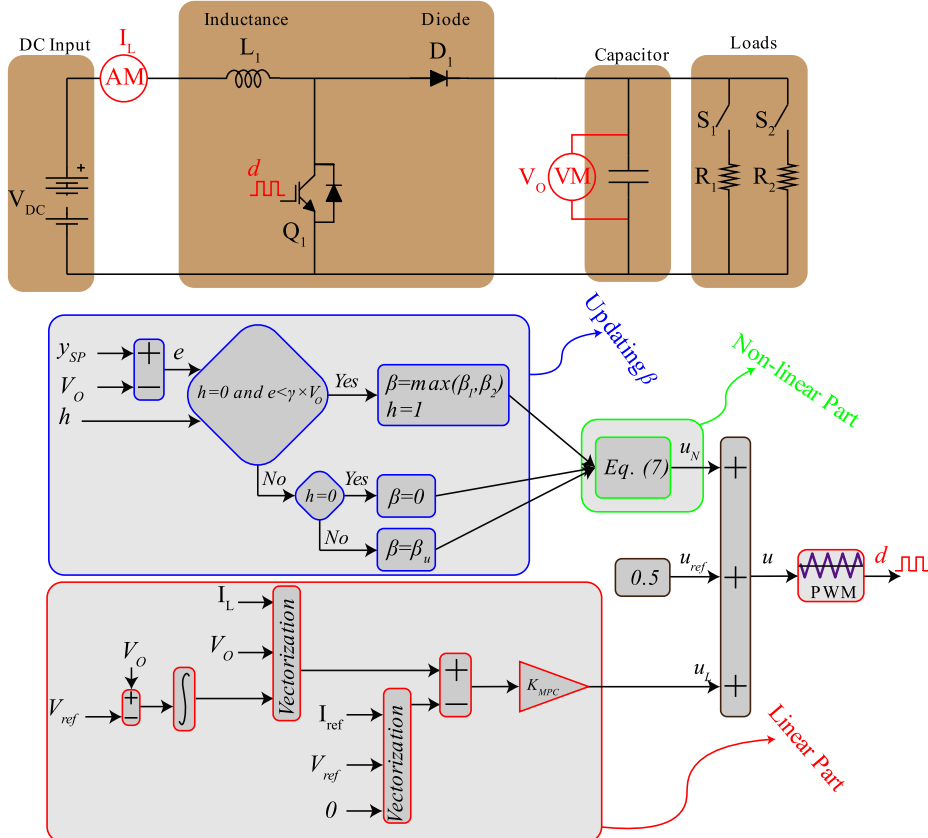 Inductance
Diode
DC Input
I_L
L_1
D_1
Capacitor
Loads
AM
+
V_DC
d
Q_1
V_O
VM
S_1
S_2
R_1
R_2
Updating β
y_SP
V_O
h
+
−
e
h=0 and e<γ×V_O
Yes
β=max(β_1,β_2)
h=1
No
h=0
Yes
β=0
No
β=β_u
Non-linear Part
Eq. (7)
u_N
+
0.5
u_ref
+
u
d
PWM
u_L
+
I_L
V_O
V_O
V_ref
+
−
∫
Vectorization
+
−
K_MPC
I_ref
V_ref
0
Vectorization
Linear Part